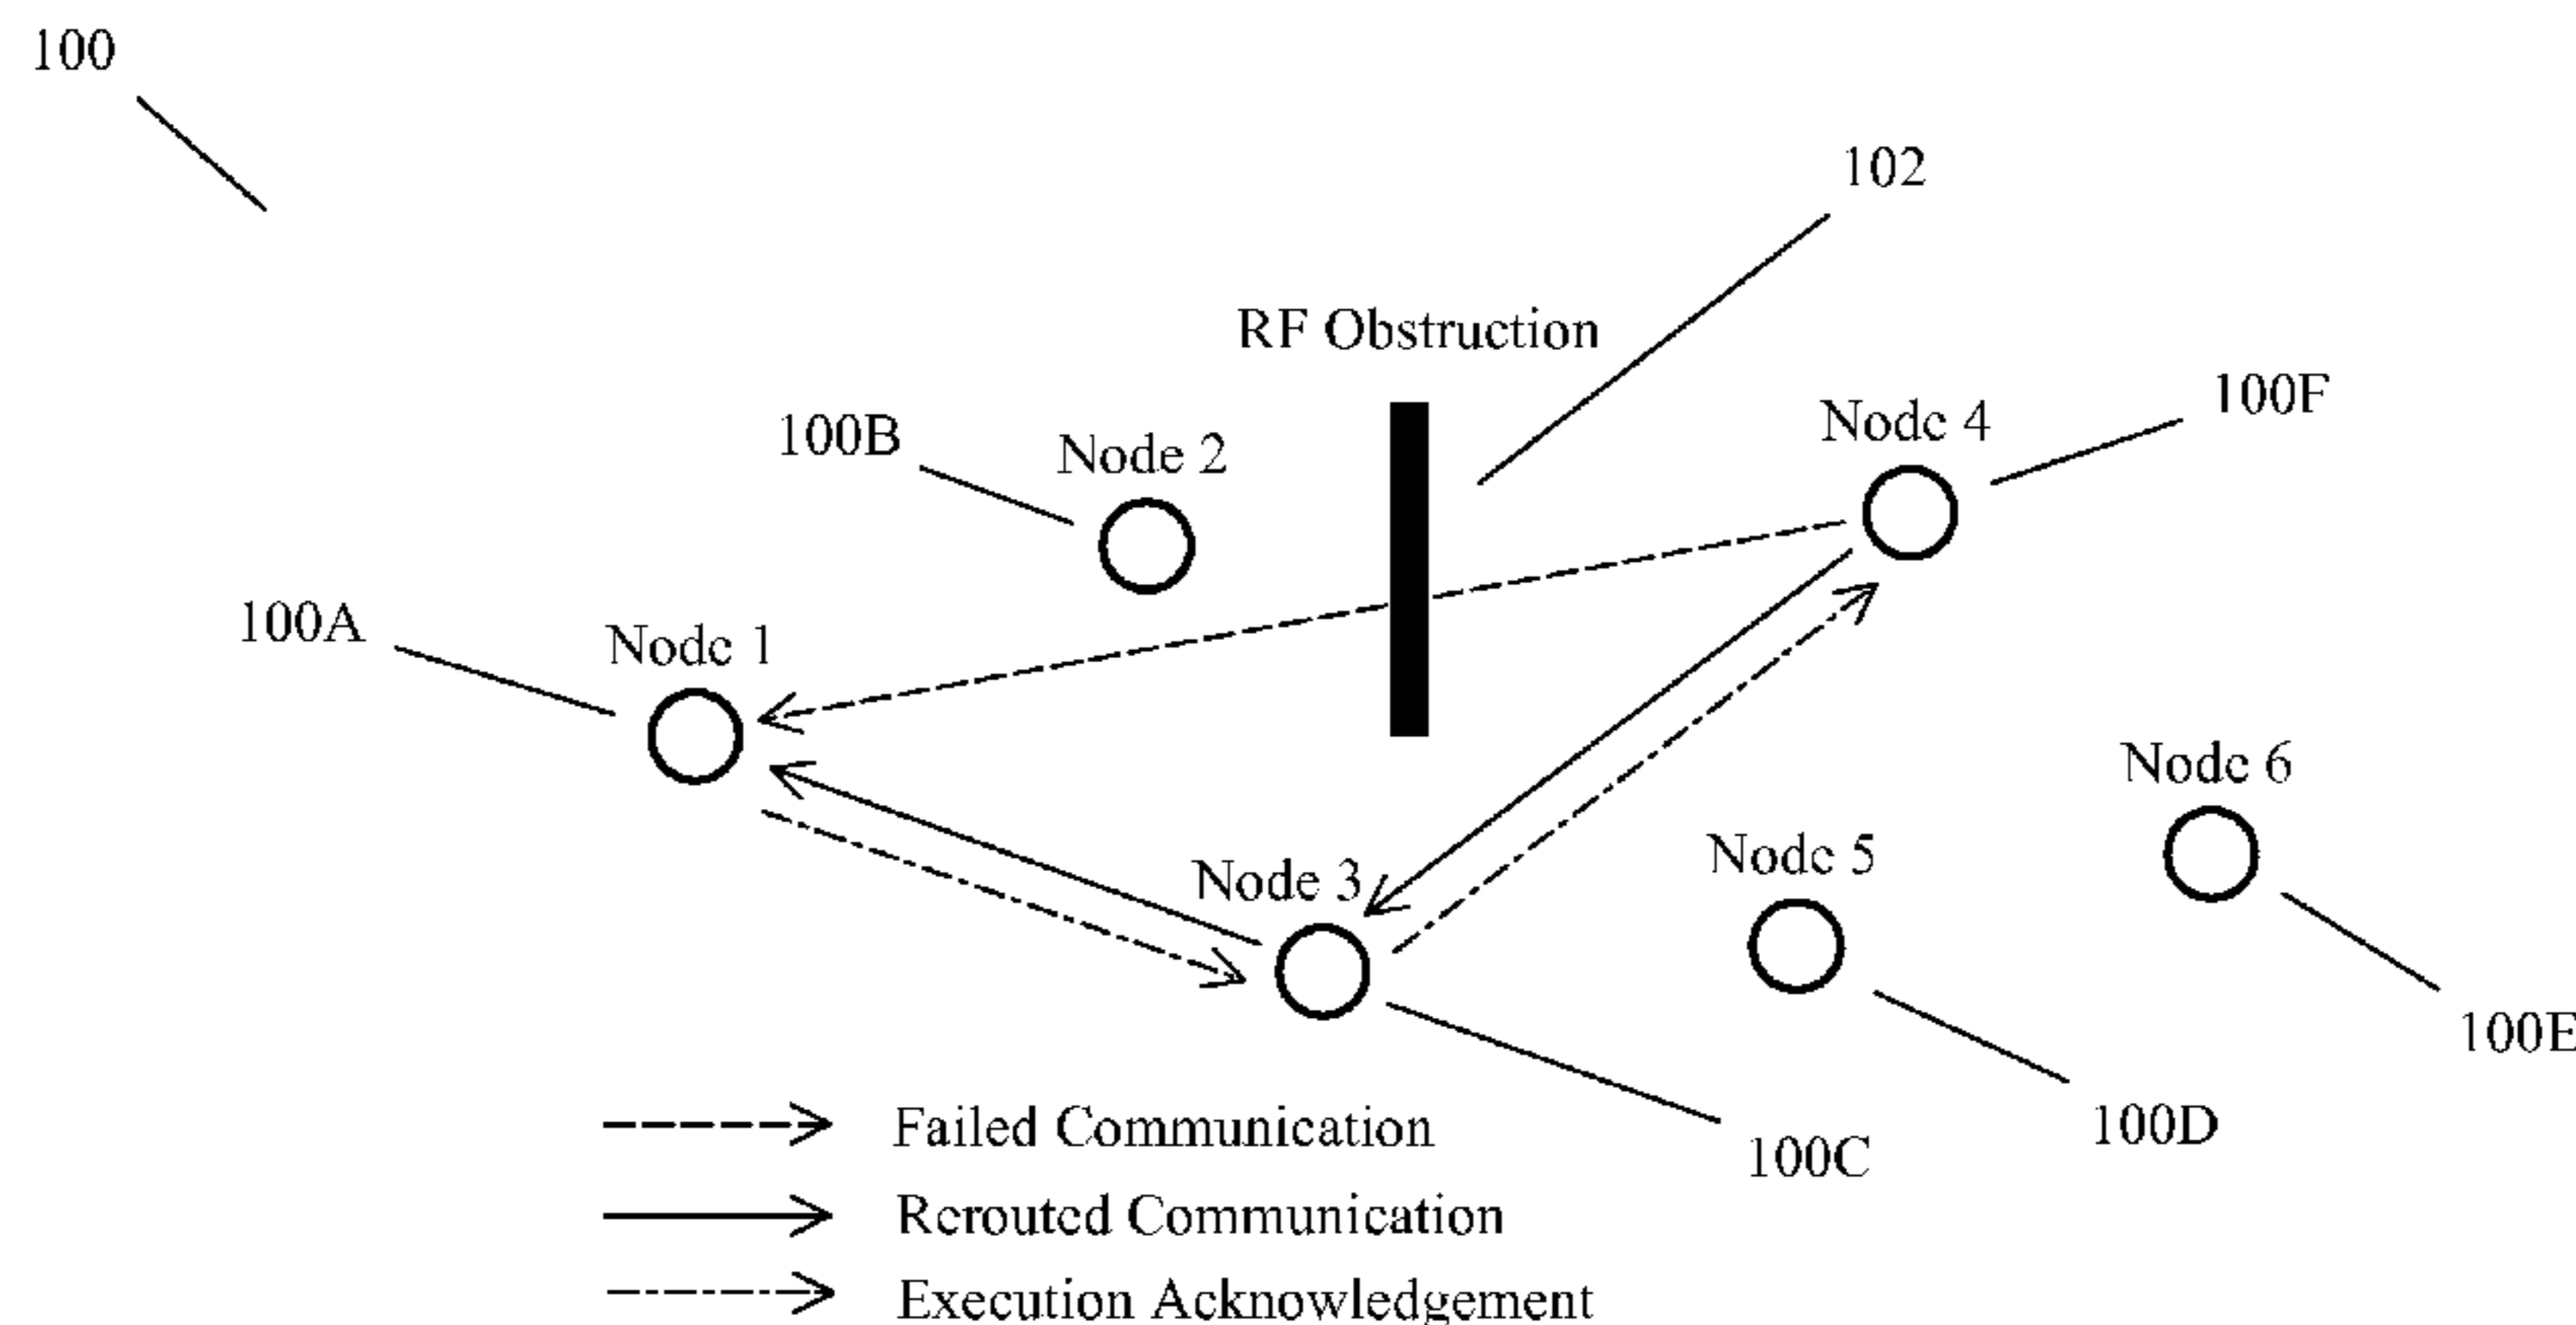 100
102
RF Obstruction
100F
Node 4
100B
Node 2
100A
Node 1
Node 6
Node 5
Node 3
100E
100D
100C
Failed Communication
Rerouted Communication
Execution Acknowledgement